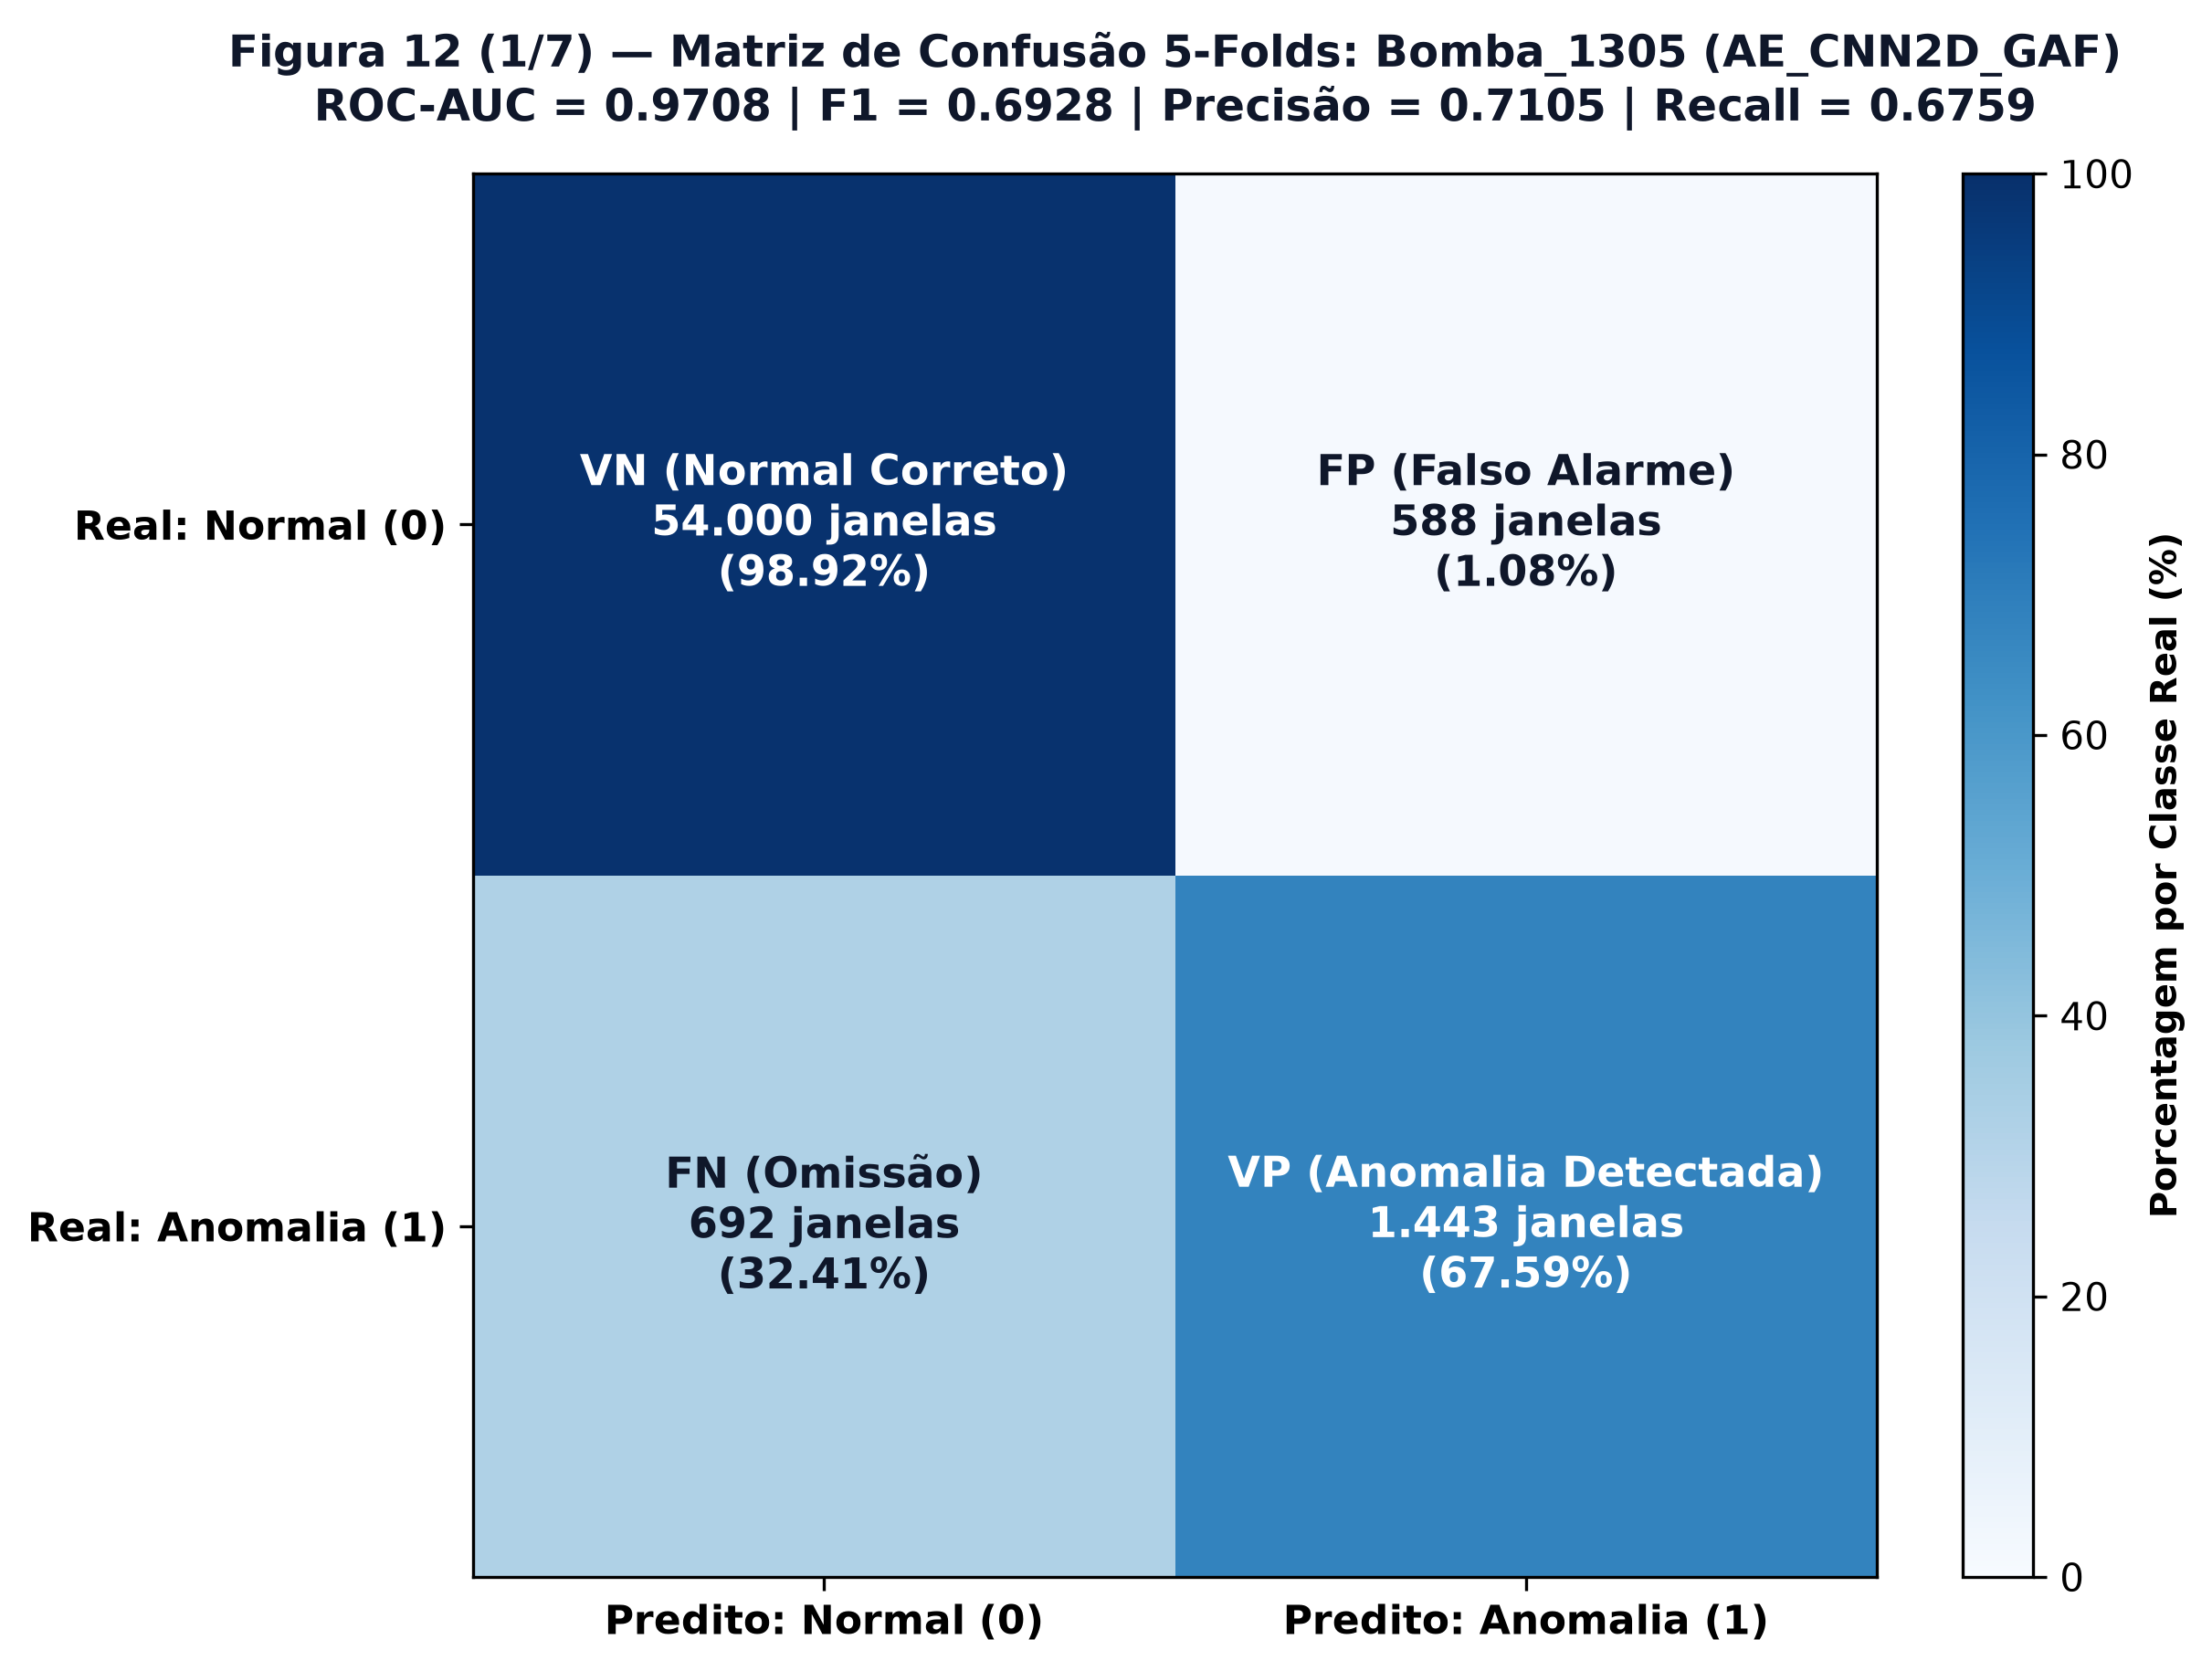 Figura 12 (1/7) — Matriz de Confusão 5-Folds: Bomba_1305 (AE_CNN2D_GAF)
ROC-AUC = 0.9708 | F1 = 0.6928 | Precisão = 0.7105 | Recall = 0.6759
Real: Normal (0)
VN (Normal Correto)
54.000 janelas
(98.92%)
FP (Falso Alarme)
588 janelas
(1.08%)
Real: Anomalia (1)
FN (Omissão)
692 janelas
(32.41%)
VP (Anomalia Detectada)
1.443 janelas
(67.59%)
Predito: Normal (0)
Predito: Anomalia (1)
100
80
60
40
20
0
Porcentagem por Classe Real (%)